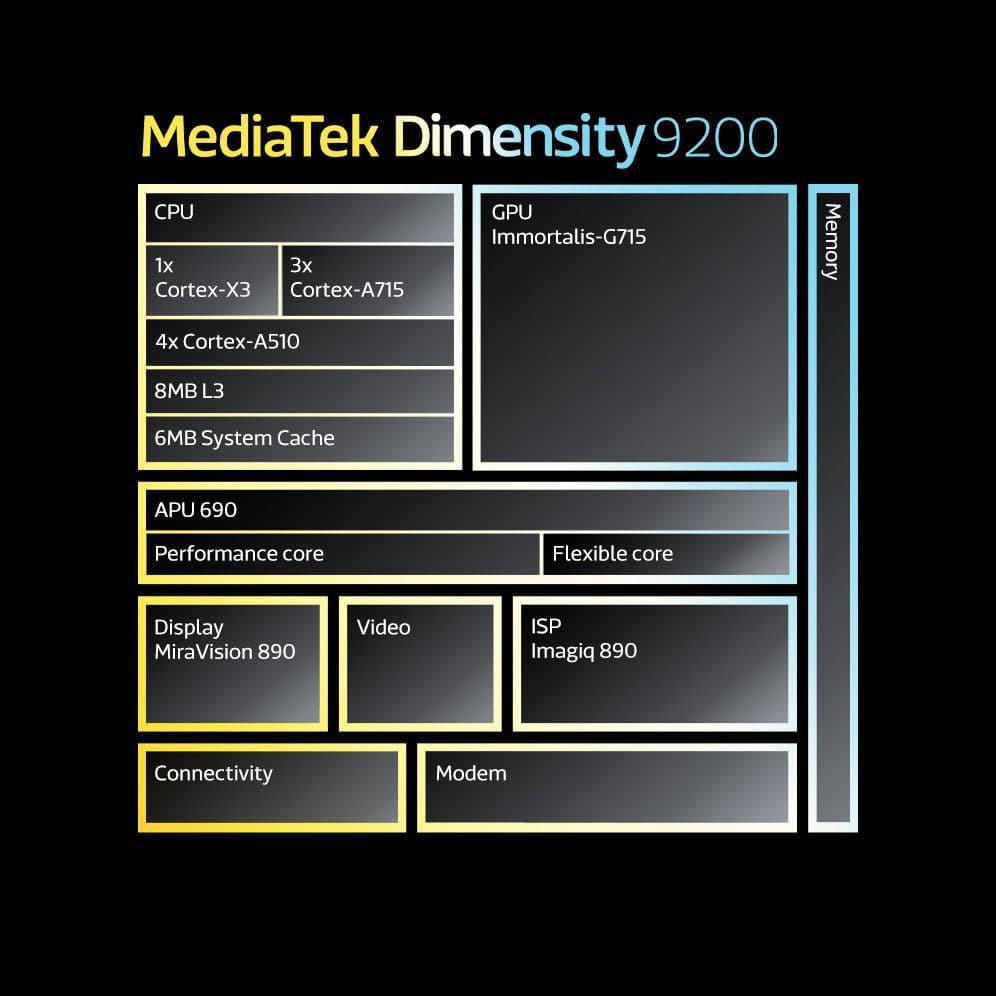 MediaTek Dimensity 9200
CPU
1x
Cortex-X3
3x
Cortex-A715
4x Cortex-A510
8MB L3
6MB System Cache
GPU
Immortalis-G715
Memory
APU 690
Performance core
Flexible core
Display
MiraVision 890
Video
ISP
Imagiq 890
Connectivity
Modem